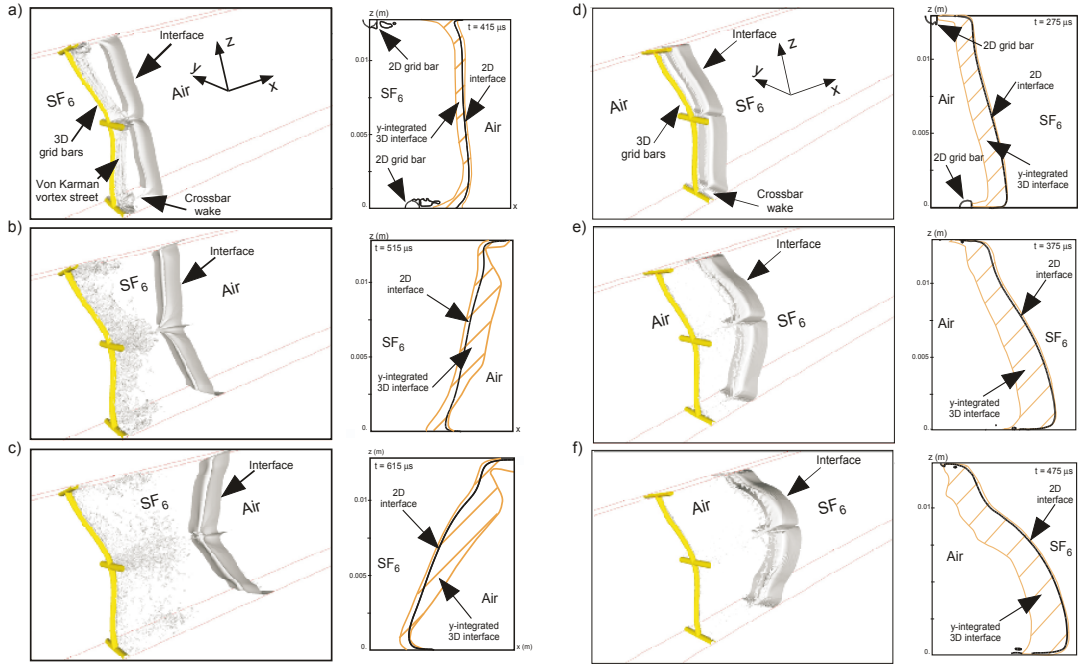 a)
Interface
z
y
x
SF6
Air
3D
grid bars
Von Karman
vortex street
Crossbar
wake
z (m)
t = 415 µs
0.01
2D grid bar
2D
interface
SF6
Air
y-integrated
3D interface
0.005
2D grid bar
0.
x
d)
Interface
z
y
x
Air
SF6
3D
grid bars
Crossbar
wake
z (m)
t = 275 µs
2D grid bar
0.01
2D
interface
Air
SF6
0.005
y-integrated
3D interface
0.
b)
Interface
SF6
Air
z (m)
t = 515 µs
0.01
2D
interface
SF6
0.005
y-integrated
3D interface
Air
0.
x
e)
Interface
Air
SF6
z (m)
t = 375 µs
2D
interface
0.01
Air
SF6
0.005
y-integrated
3D interface
0.
c)
Interface
SF6
Air
z (m)
t = 615 µs
2D
interface
0.01
SF6
0.005
Air
y-integrated
3D interface
0.
x (m)
f)
Interface
Air
SF6
z (m)
t = 475 µs
2D
interface
0.01
SF6
Air
0.005
y-integrated
3D interface
0.